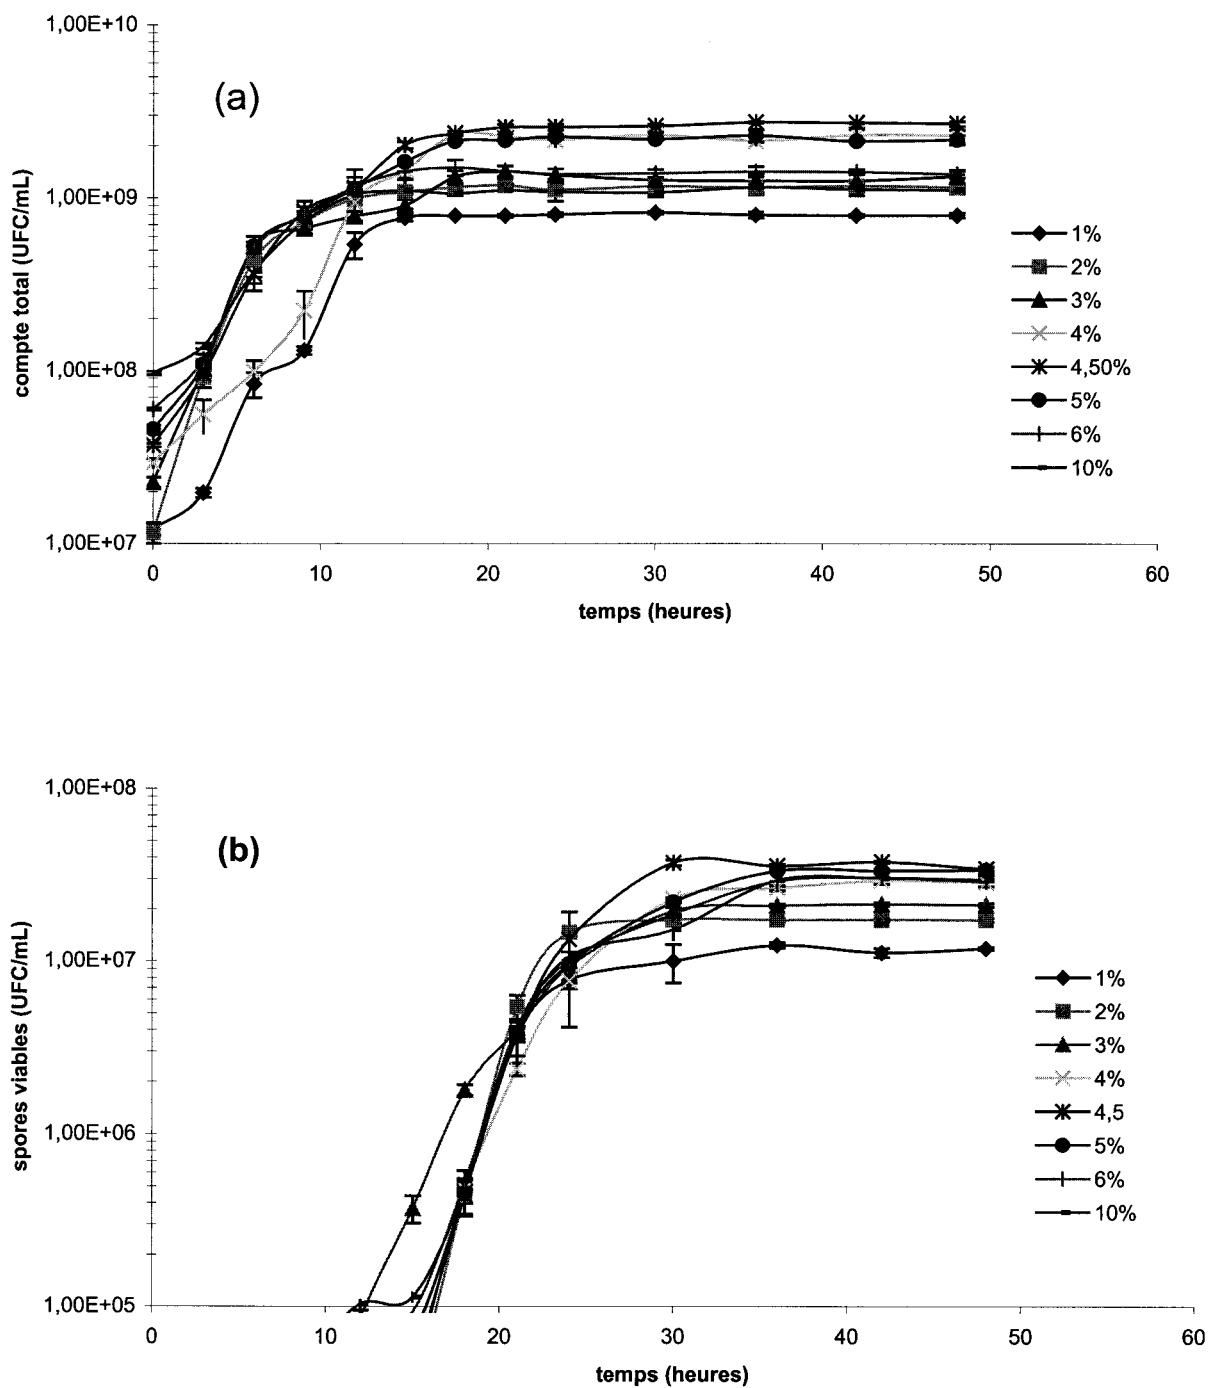 1,00E+10
(a)
1,00E+09
1,00E+08
1,00E+07
compte total (UFC/mL)
0 10 20 30 40 50 60
temps (heures)
1%
2%
3%
4%
4,50%
5%
6%
10%
1,00E+08
(b)
1,00E+07
1,00E+06
1,00E+05
spores viables (UFC/mL)
0 10 20 30 40 50 60
temps (heures)
1%
2%
3%
4%
4,5
5%
6%
10%